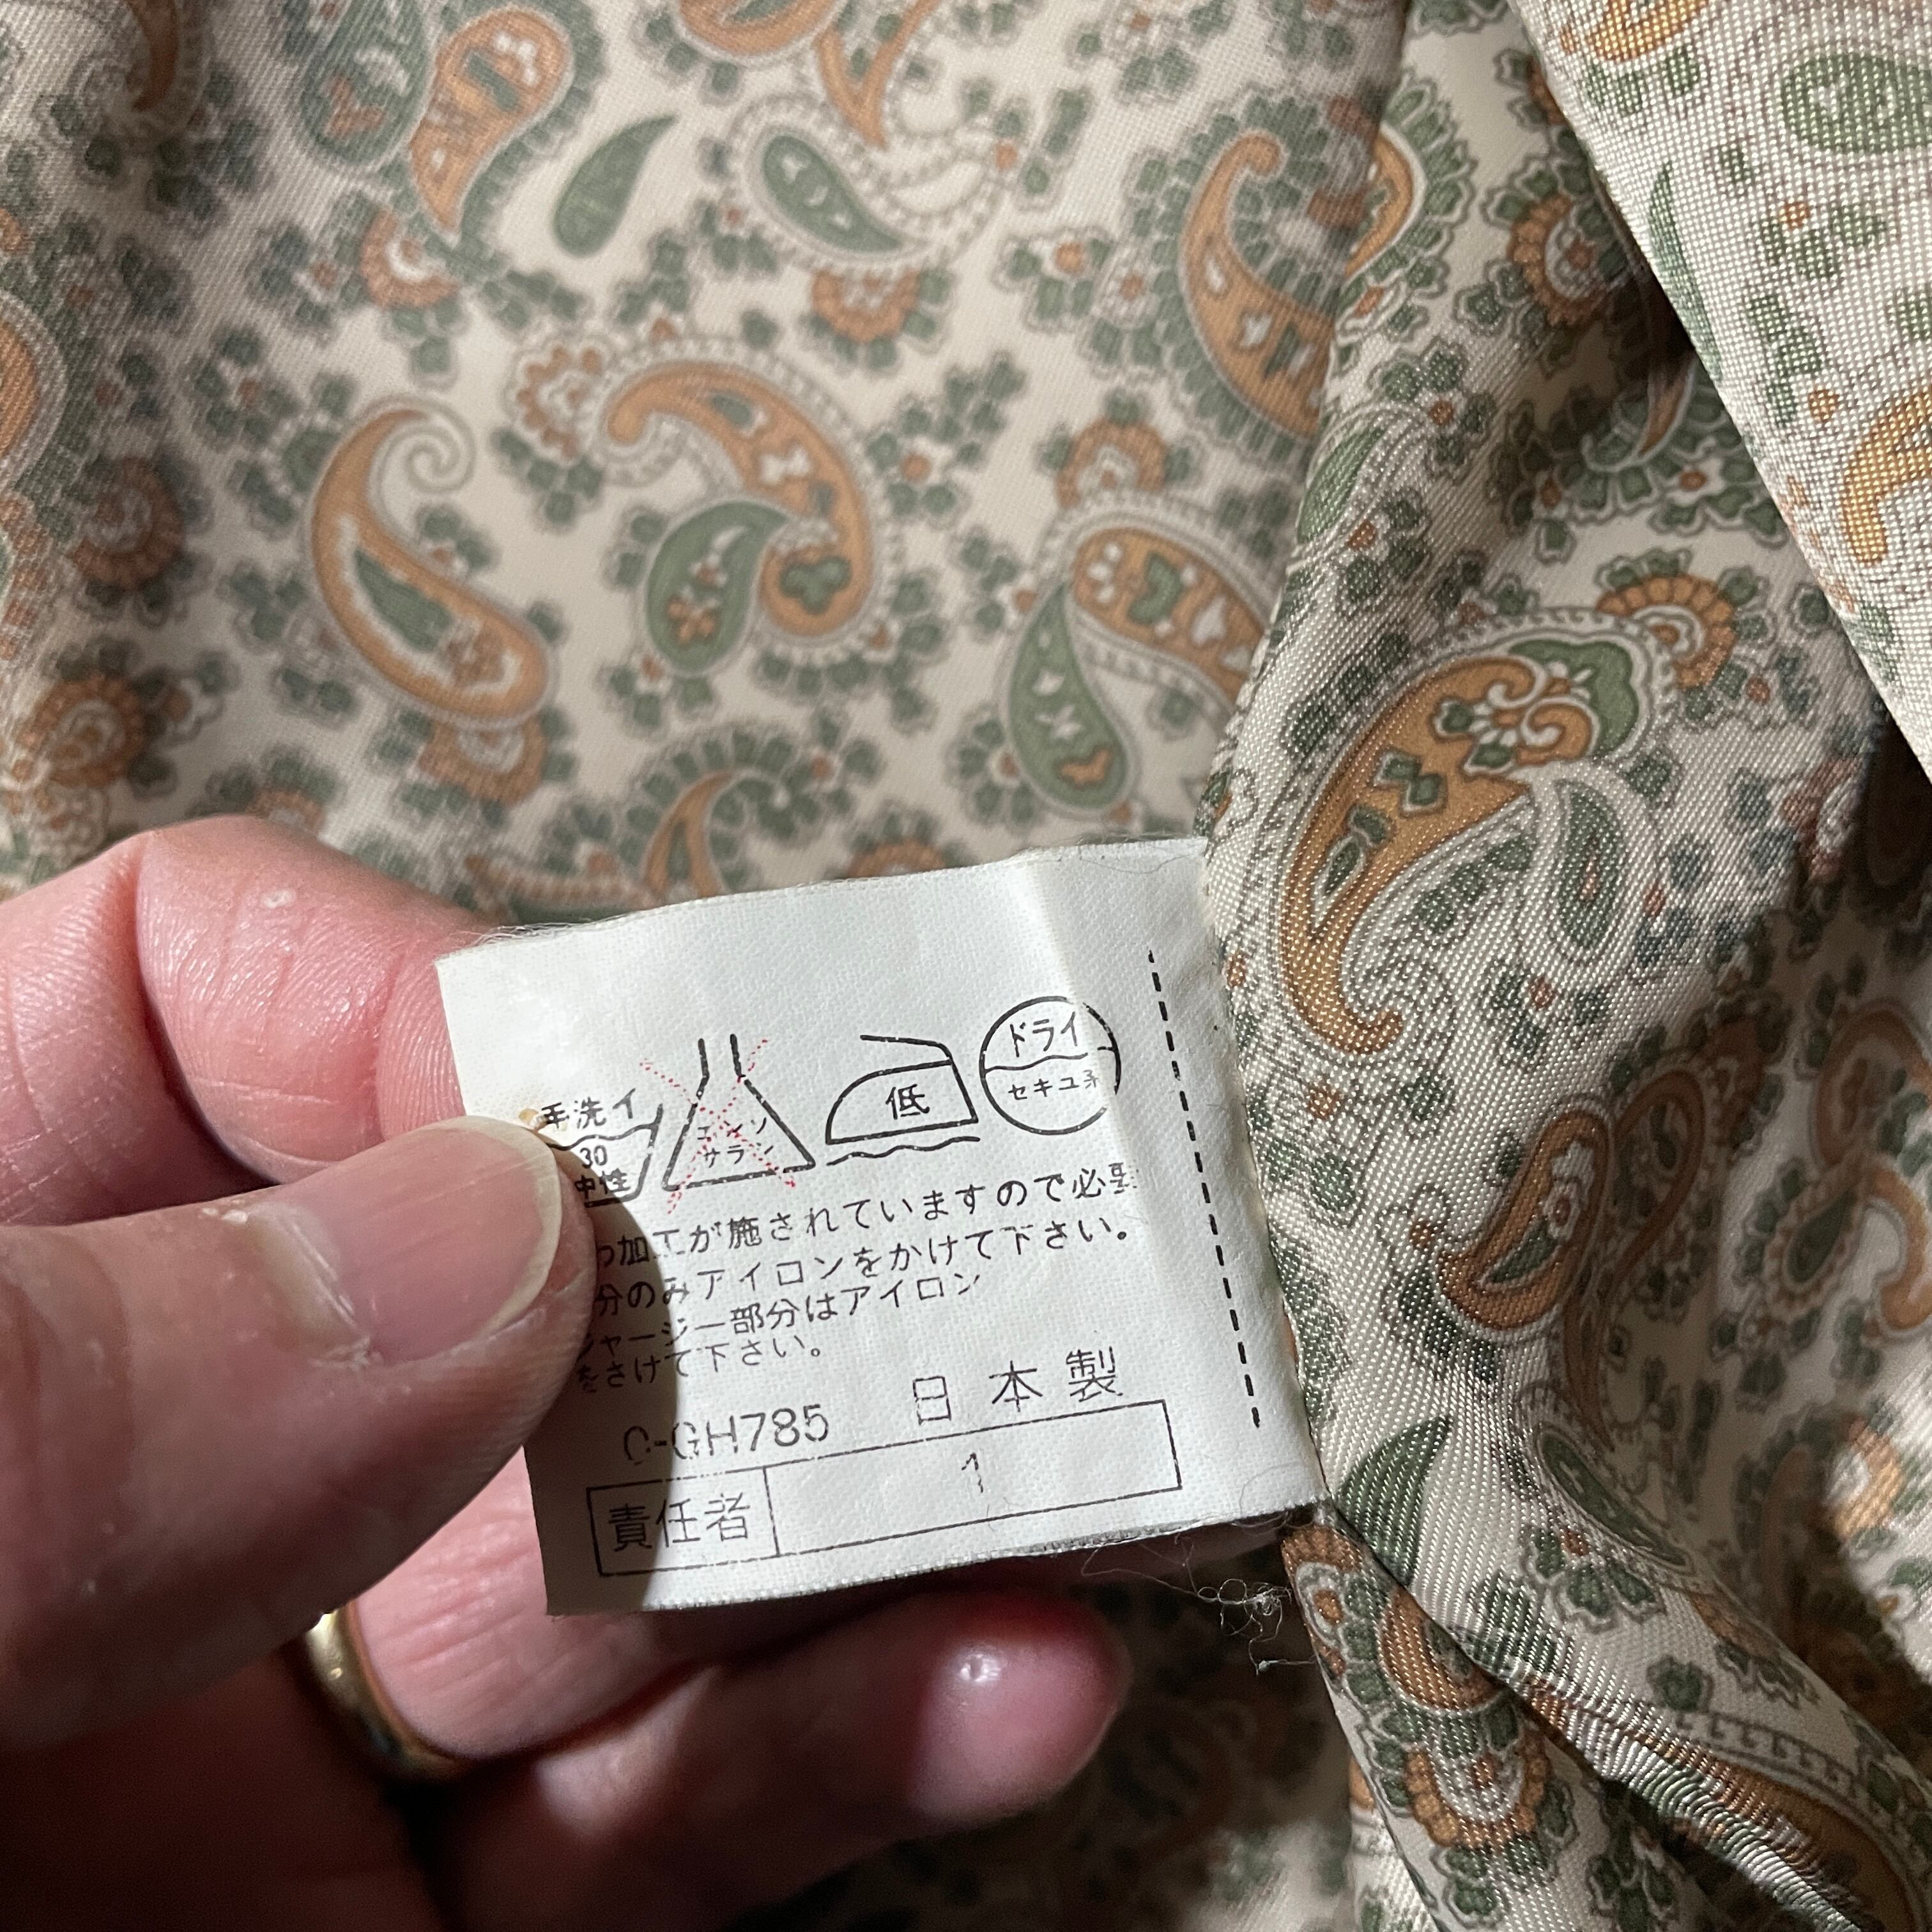 手洗イ
30
中性
エンソ
サラシ
低
ドライ
セキユ系
加工が施されていますので必要
分のみアイロンをかけて下さい。
ャージー部分はアイロン
をさけて下さい。
C-GH785 日本製
責任者 1